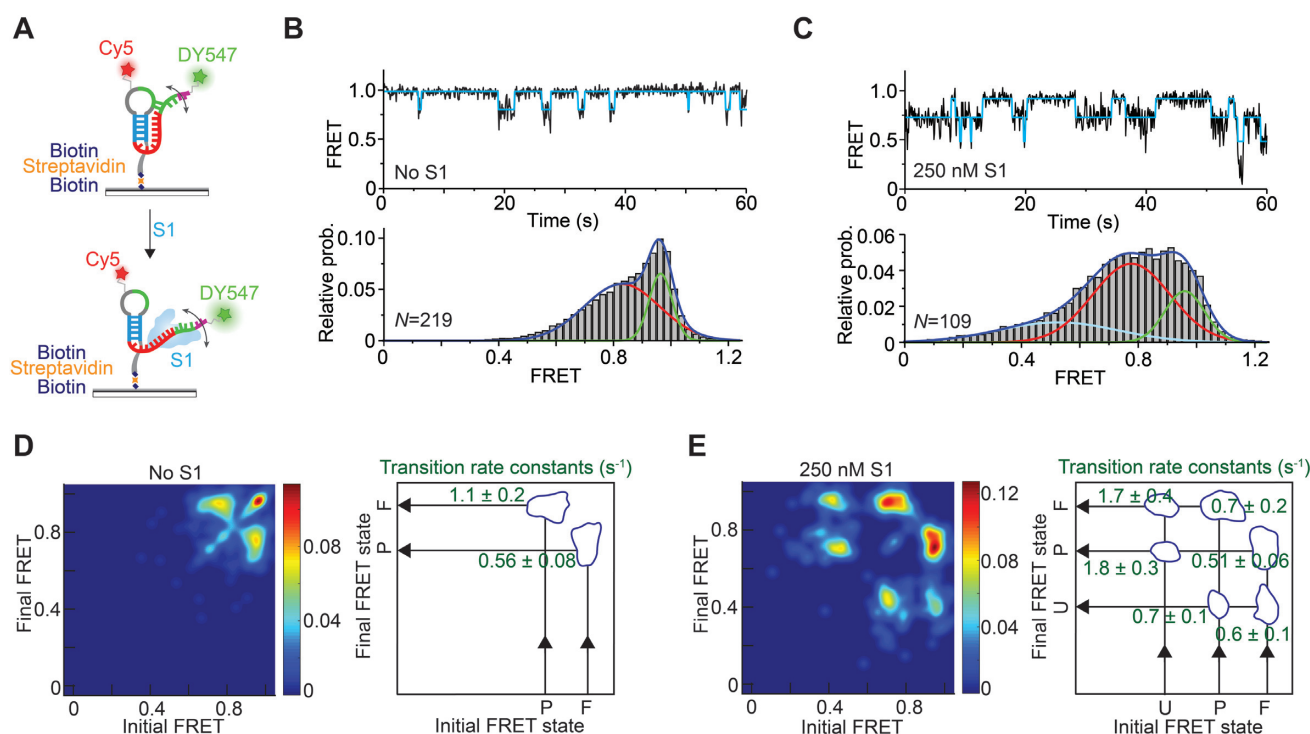 A
Cy5
DY547
Biotin
Streptavidin
Biotin
S1
Cy5
DY547
S1
Biotin
Streptavidin
Biotin
B
FRET
1.0
0.5
0
No S1
0 20 40 60
Time (s)
Relative prob.
0.10
0.05
0
N=219
0.4 0.8 1.2
FRET
C
FRET
1.0
0.5
0
250 nM S1
0 20 40 60
Time (s)
Relative prob.
0.06
0.04
0.02
0
N=109
0 0.4 0.8 1.2
FRET
D
No S1
Final FRET
0.8
0.4
0
0 0.4 0.8
Initial FRET
0.08
0.04
0
Transition rate constants (s⁻¹)
Final FRET state
F
P
1.1 ± 0.2
0.56 ± 0.08
P F
Initial FRET state
E
250 nM S1
Final FRET
0.8
0.4
0
0 0.4 0.8
Initial FRET
0.12
0.08
0.04
0
Transition rate constants (s⁻¹)
Final FRET state
F
P
U
1.7 ± 0.4
0.7 ± 0.2
1.8 ± 0.3
0.51 ± 0.06
0.7 ± 0.1
0.6 ± 0.1
U P F
Initial FRET state